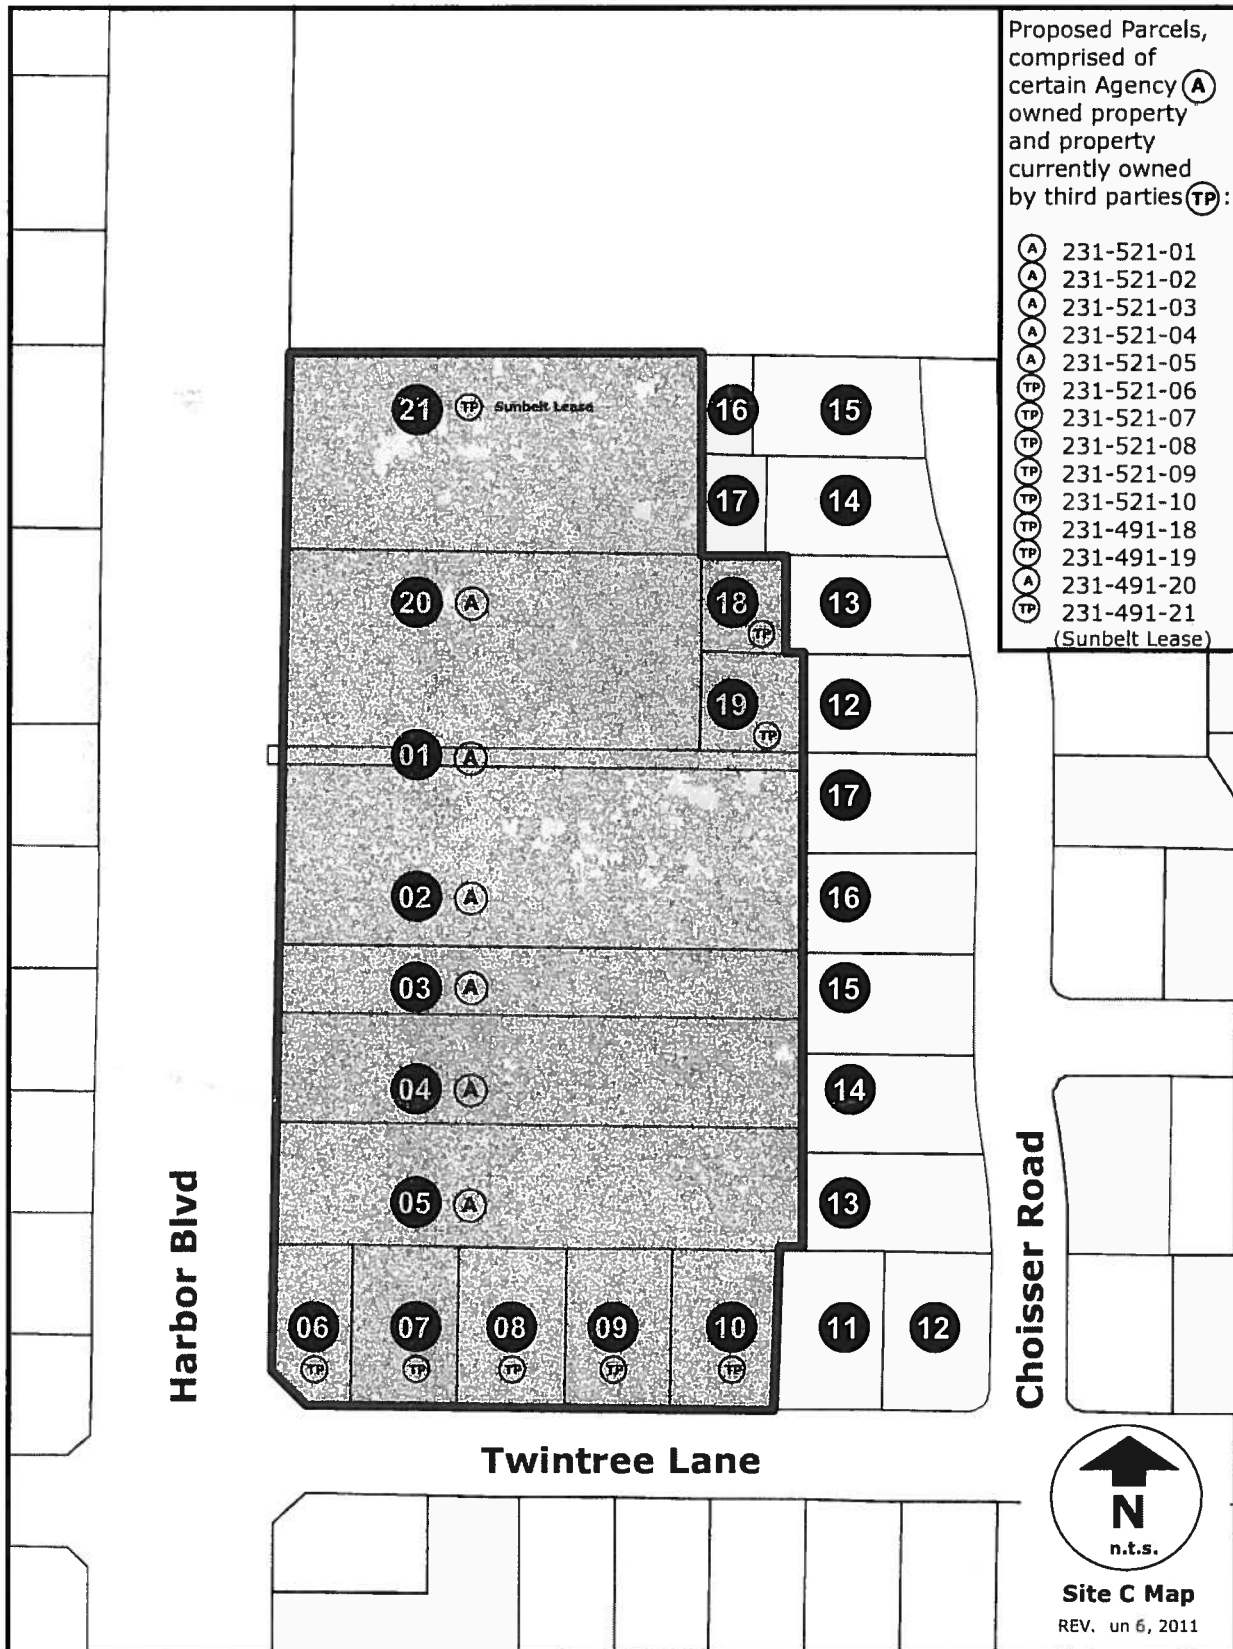 Proposed Parcels,
comprised of
certain Agency A
owned property
and property
currently owned
by third parties TP :
A 231-521-01
A 231-521-02
A 231-521-03
A 231-521-04
A 231-521-05
TP 231-521-06
TP 231-521-07
TP 231-521-08
TP 231-521-09
TP 231-521-10
TP 231-491-18
TP 231-491-19
A 231-491-20
TP 231-491-21
(Sunbelt Lease)
21 TP Sunbelt Lease
16 15
17 14
20 A 18 TP 13
19 TP 12
01 A
17
02 A 16
03 A 15
04 A 14
05 A 13
06 07 08 09 10 11 12
TP TP TP TP TP
Harbor Blvd
Choisser Road
Twintree Lane
N
n.t.s.
Site C Map
REV. un 6, 2011